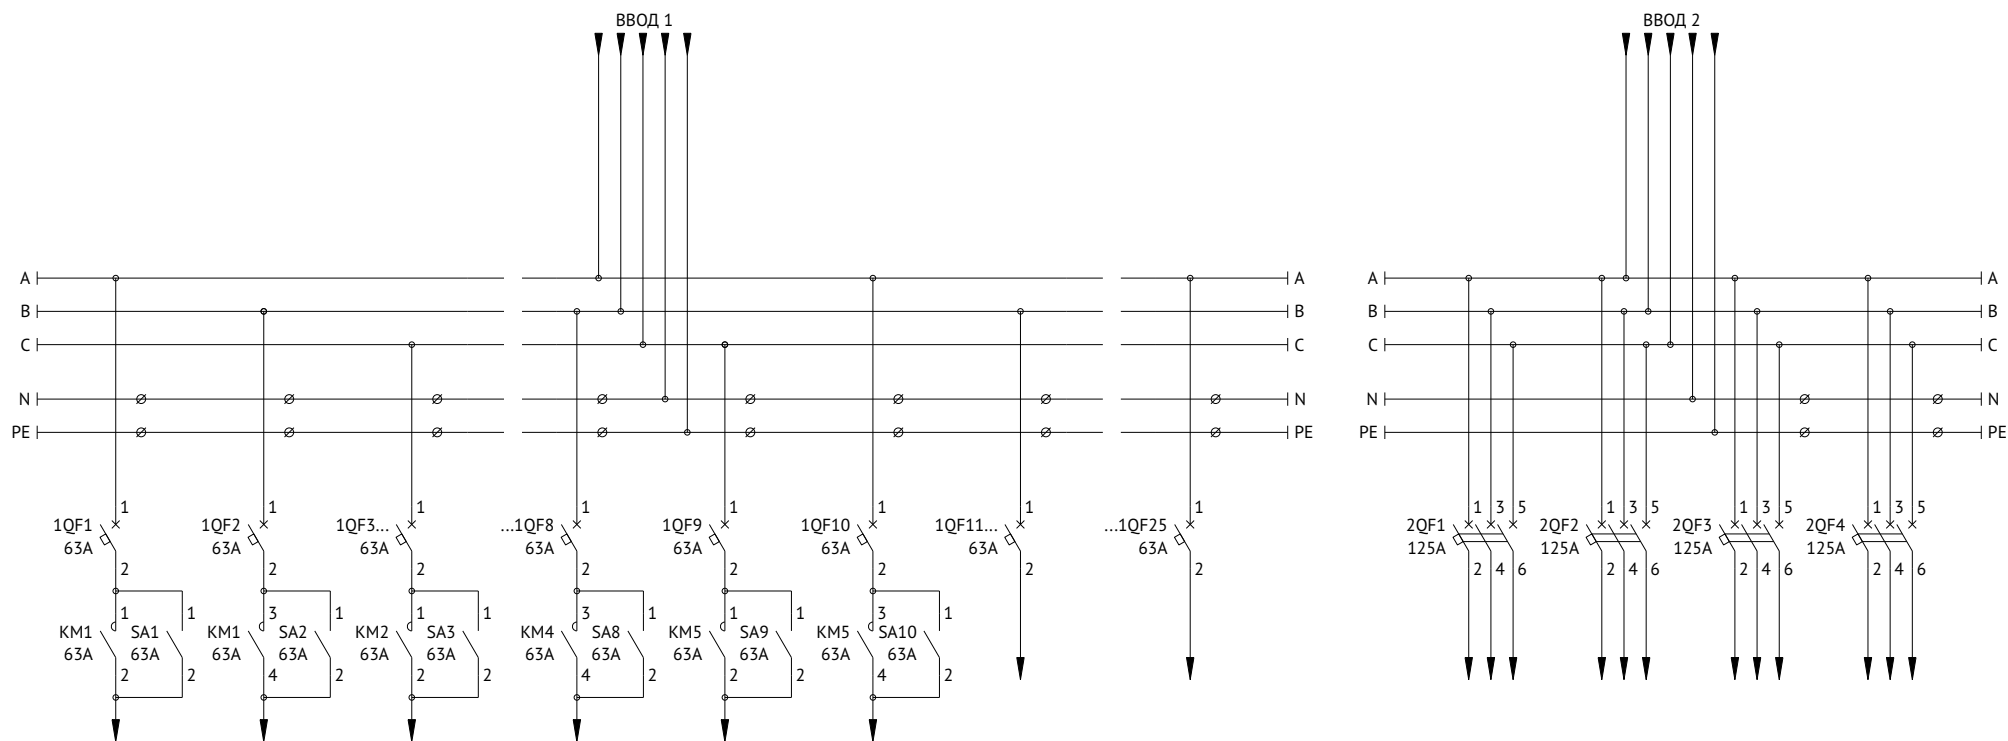 ВВОД 1 ВВОД 2
A A A A
B B B B
C C C C
N N N N
PE PE PE PE
1 1 1 1 1 1 1 1 1 3 5 1 3 5 1 3 5 1 3 5
1QF1 1QF2 1QF3... ...1QF8 1QF9 1QF10 1QF11... ...1QF25 2QF1 2QF2 2QF3 2QF4
63A 63A 63A 63A 63A 63A 63A 63A 125A 125A 125A 125A
2 2 2 2 2 2 2 2 2 4 6 2 4 6 2 4 6 2 4 6
1 1 3 1 1 1 3 1 1 1 3 1
KM1 SA1 KM1 SA2 KM2 SA3 KM4 SA8 KM5 SA9 KM5 SA10
63A 63A 63A 63A 63A 63A 63A 63A 63A 63A 63A 63A
2 2 4 2 2 2 4 2 2 2 4 2